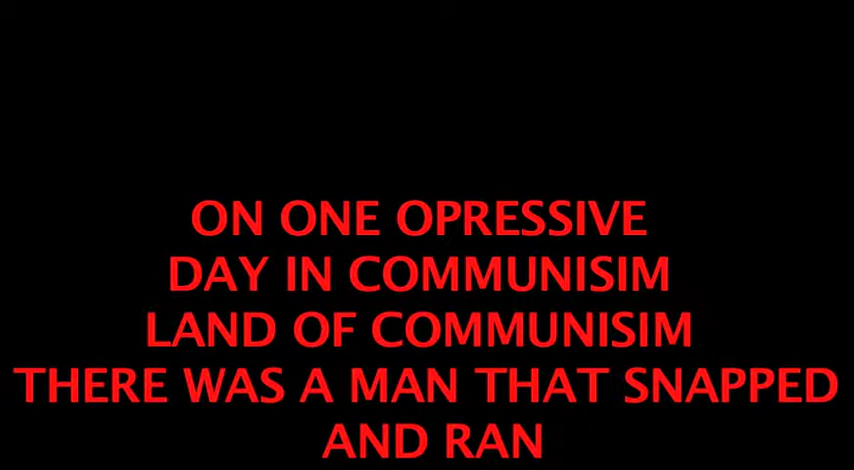 ON ONE OPRESSIVE
DAY IN COMMUNISIM
LAND OF COMMUNISIM
THERE WAS A MAN THAT SNAPPED
AND RAN